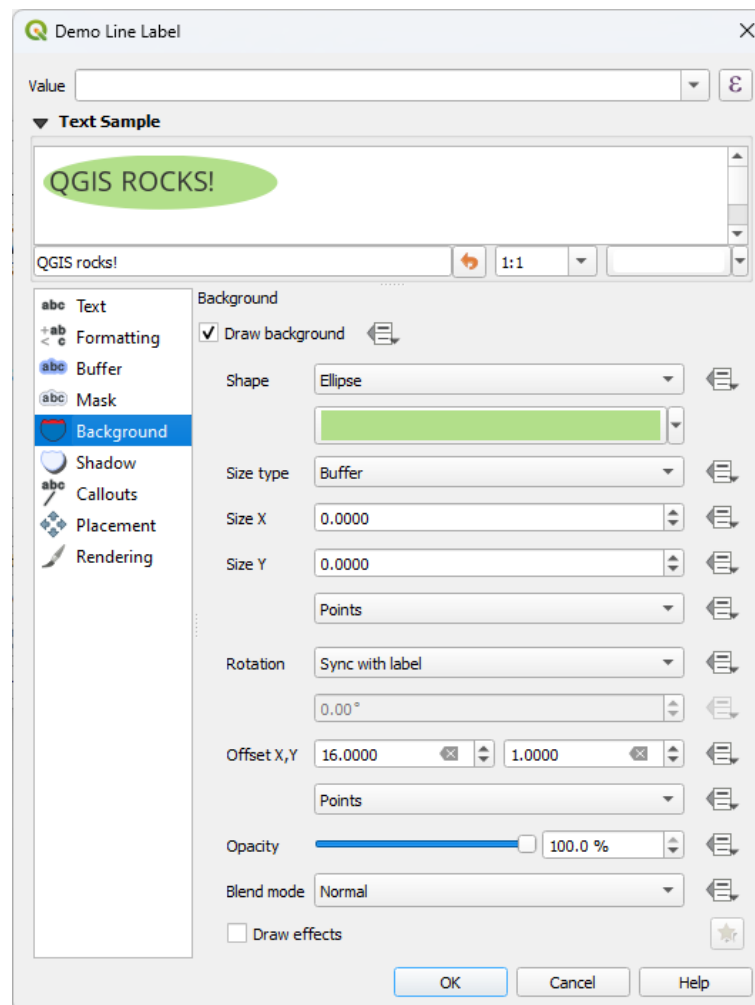 Demo Line Label
Value
ε
Text Sample
QGIS ROCKS!
QGIS rocks!
1:1
abc Text
+ab < c Formatting
abc Buffer
abc Mask
Background
Shadow
abc Callouts
Placement
Rendering
Background
Draw background
Shape Ellipse
Size type Buffer
Size X 0.0000
Size Y 0.0000
Points
Rotation Sync with label
0.00°
Offset X,Y 16.0000 1.0000
Points
Opacity 100.0 %
Blend mode Normal
Draw effects
OK Cancel Help